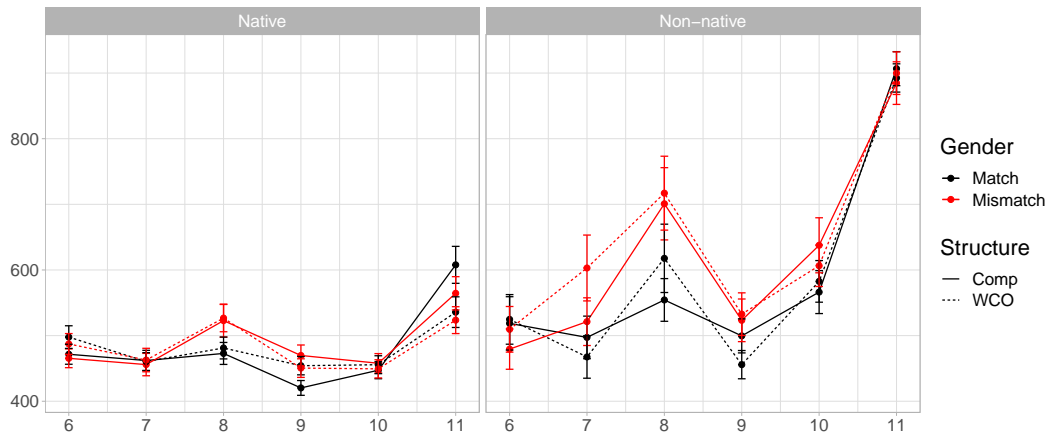 Native
Non−native
800
600
400
6 7 8 9 10 11
6 7 8 9 10 11
Gender
Match
Mismatch
Structure
Comp
WCO